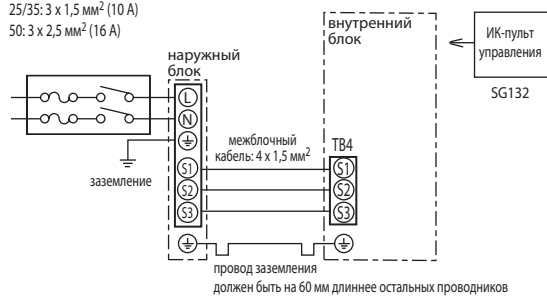 25/35: 3 x 1,5 мм² (10 А)
50: 3 x 2,5 мм² (16 А)
внутренний
блок
ИК-пульт
управления
SG132
наружный
блок
L
N
заземление
межблочный
кабель: 4 x 1,5 мм²
TB4
S1
S2
S3
S1
S2
S3
провод заземления
должен быть на 60 мм длиннее остальных проводников